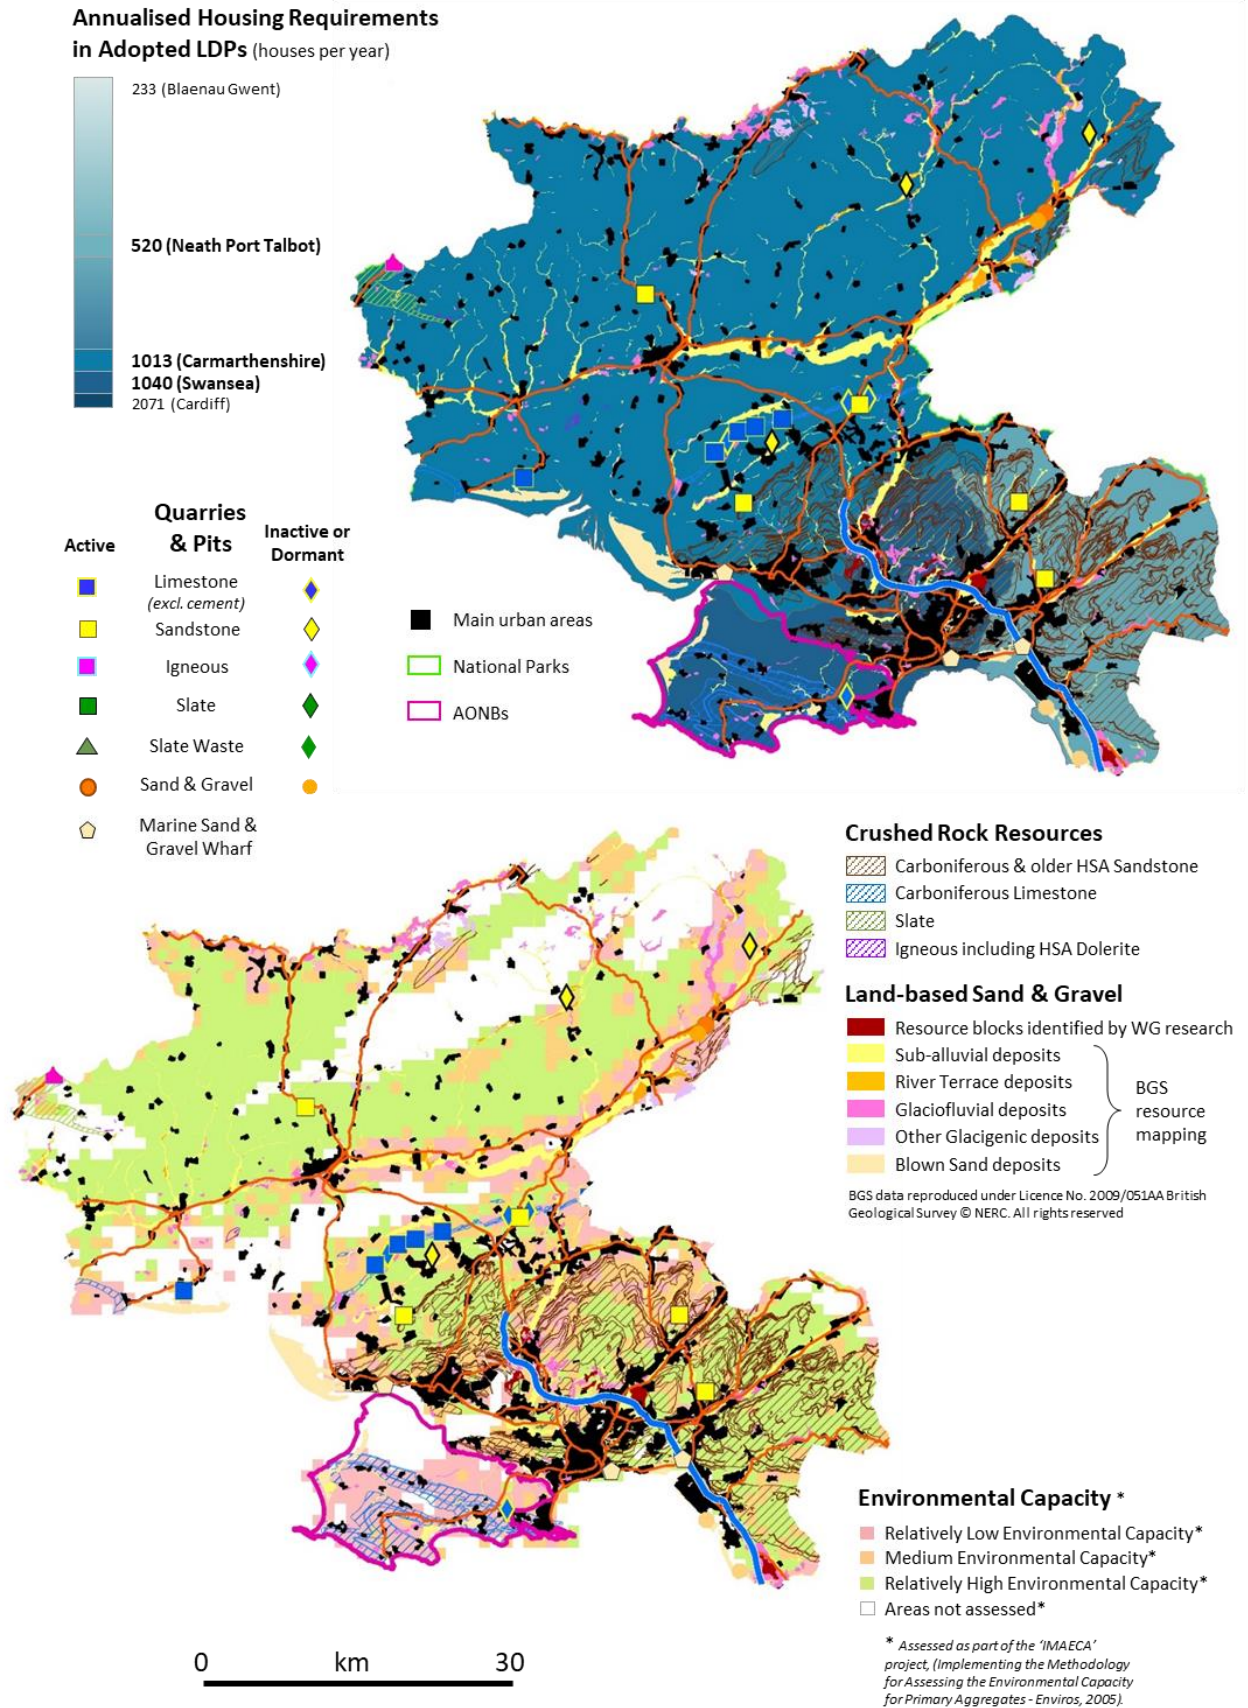 Annualised Housing Requirements
in Adopted LDPs (houses per year)
233 (Blaenau Gwent)
520 (Neath Port Talbot)
1013 (Carmarthenshire)
1040 (Swansea)
2071 (Cardiff)
Quarries
& Pits
Active
Inactive or
Dormant
Limestone
(excl. cement)
Sandstone
Igneous
Slate
Slate Waste
Sand & Gravel
Marine Sand &
Gravel Wharf
Main urban areas
National Parks
AONBs
Crushed Rock Resources
Carboniferous & older HSA Sandstone
Carboniferous Limestone
Slate
Igneous including HSA Dolerite
Land-based Sand & Gravel
Resource blocks identified by WG research
Sub-alluvial deposits
River Terrace deposits
Glaciofluvial deposits
Other Glacigenic deposits
Blown Sand deposits
BGS
resource
mapping
BGS data reproduced under Licence No. 2009/051AA British
Geological Survey © NERC. All rights reserved
Environmental Capacity *
Relatively Low Environmental Capacity*
Medium Environmental Capacity*
Relatively High Environmental Capacity*
Areas not assessed*
* Assessed as part of the ‘IMAECA’
project, (Implementing the Methodology
for Assessing the Environmental Capacity
for Primary Aggregates - Enviros, 2005).
0 km 30